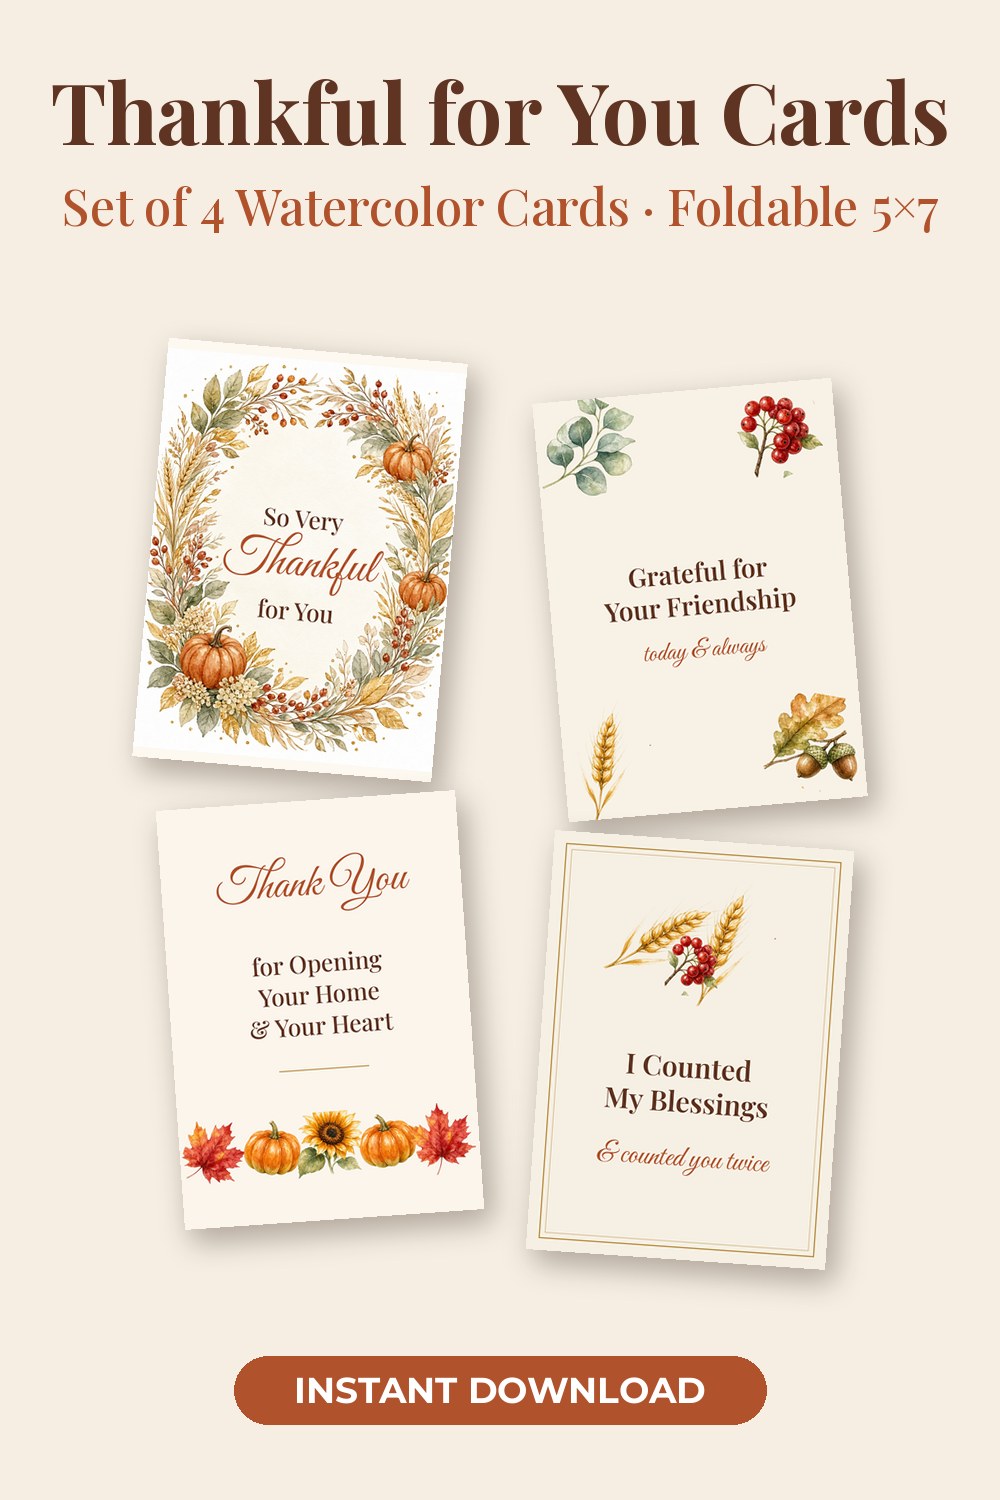 Thankful for You Cards
Set of 4 Watercolor Cards · Foldable 5×7
So Very
Thankful
for You
Grateful for
Your Friendship
today & always
Thank You
for Opening
Your Home
& Your Heart
I Counted
My Blessings
& counted you twice
INSTANT DOWNLOAD